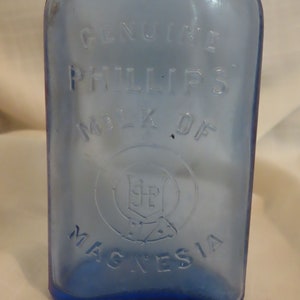 GENUINE
PHILLIPS'
MILK OF
MAGNESIA